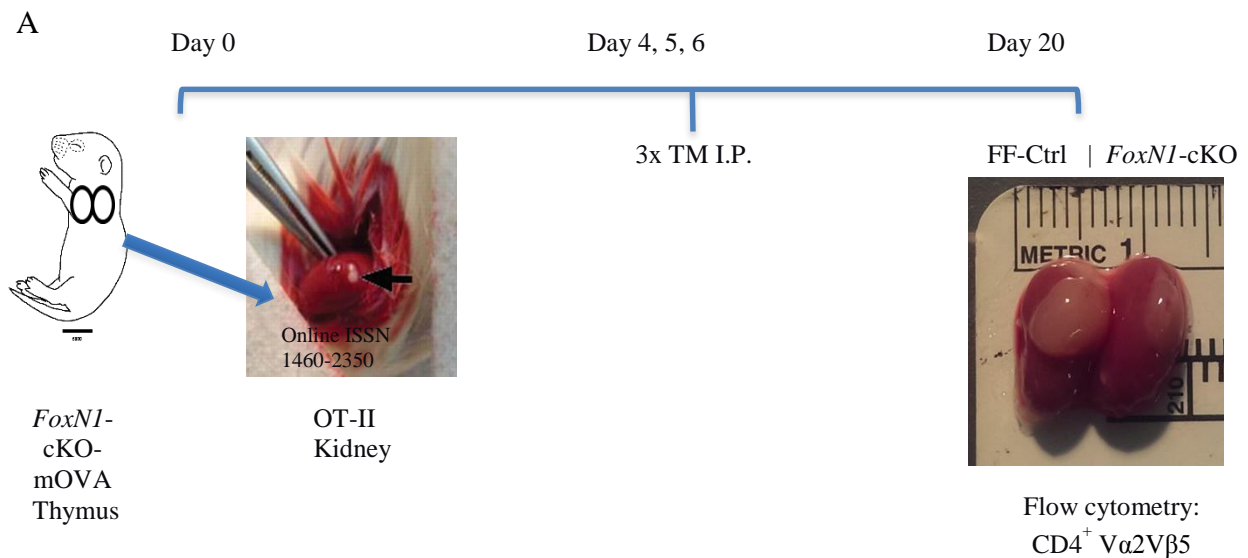 A
Day 0
Day 4, 5, 6
Day 20
3x TM I.P.
FF-Ctrl | FoxN1-cKO
METRIC 1
210
Online ISSN
1460-2350
FoxN1-
cKO-
mOVA
Thymus
OT-II
Kidney
Flow cytometry:
CD4⁺ Vα2Vβ5